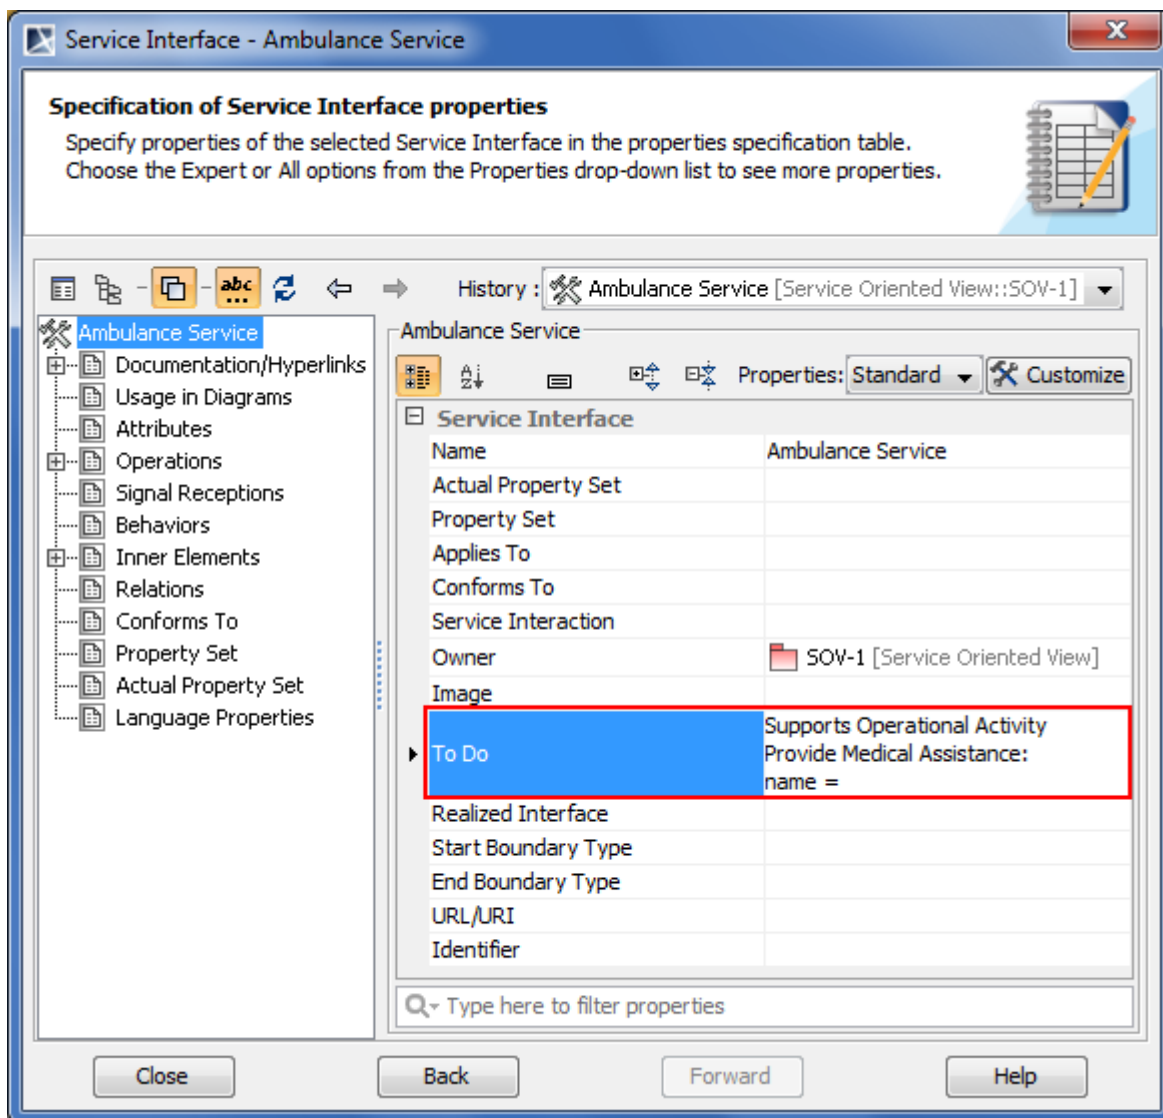 Service Interface - Ambulance Service
Specification of Service Interface properties
Specify properties of the selected Service Interface in the properties specification table.
Choose the Expert or All options from the Properties drop-down list to see more properties.
abc
...
History : Ambulance Service [Service Oriented View::SOV-1]
Ambulance Service
Documentation/Hyperlinks
Usage in Diagrams
Attributes
Operations
Signal Receptions
Behaviors
Inner Elements
Relations
Conforms To
Property Set
Actual Property Set
Language Properties
Ambulance Service
A
Z
Properties: Standard Customize
Service Interface
Name Ambulance Service
Actual Property Set
Property Set
Applies To
Conforms To
Service Interaction
Owner SOV-1 [Service Oriented View]
Image
To Do
Supports Operational Activity
Provide Medical Assistance:
name =
Realized Interface
Start Boundary Type
End Boundary Type
URL/URI
Identifier
Type here to filter properties
Close Back Forward Help